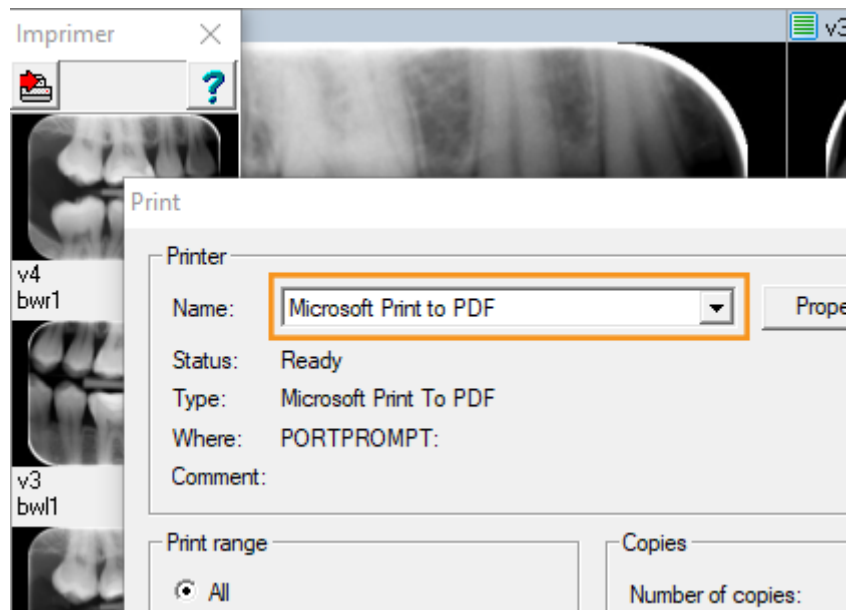 Imprimer
v3
v4
bwr1
v3
bwl1
Print
Printer
Name: Microsoft Print to PDF
Status: Ready
Type: Microsoft Print To PDF
Where: PORTPROMPT:
Comment:
Print range
All
Copies
Number of copies: